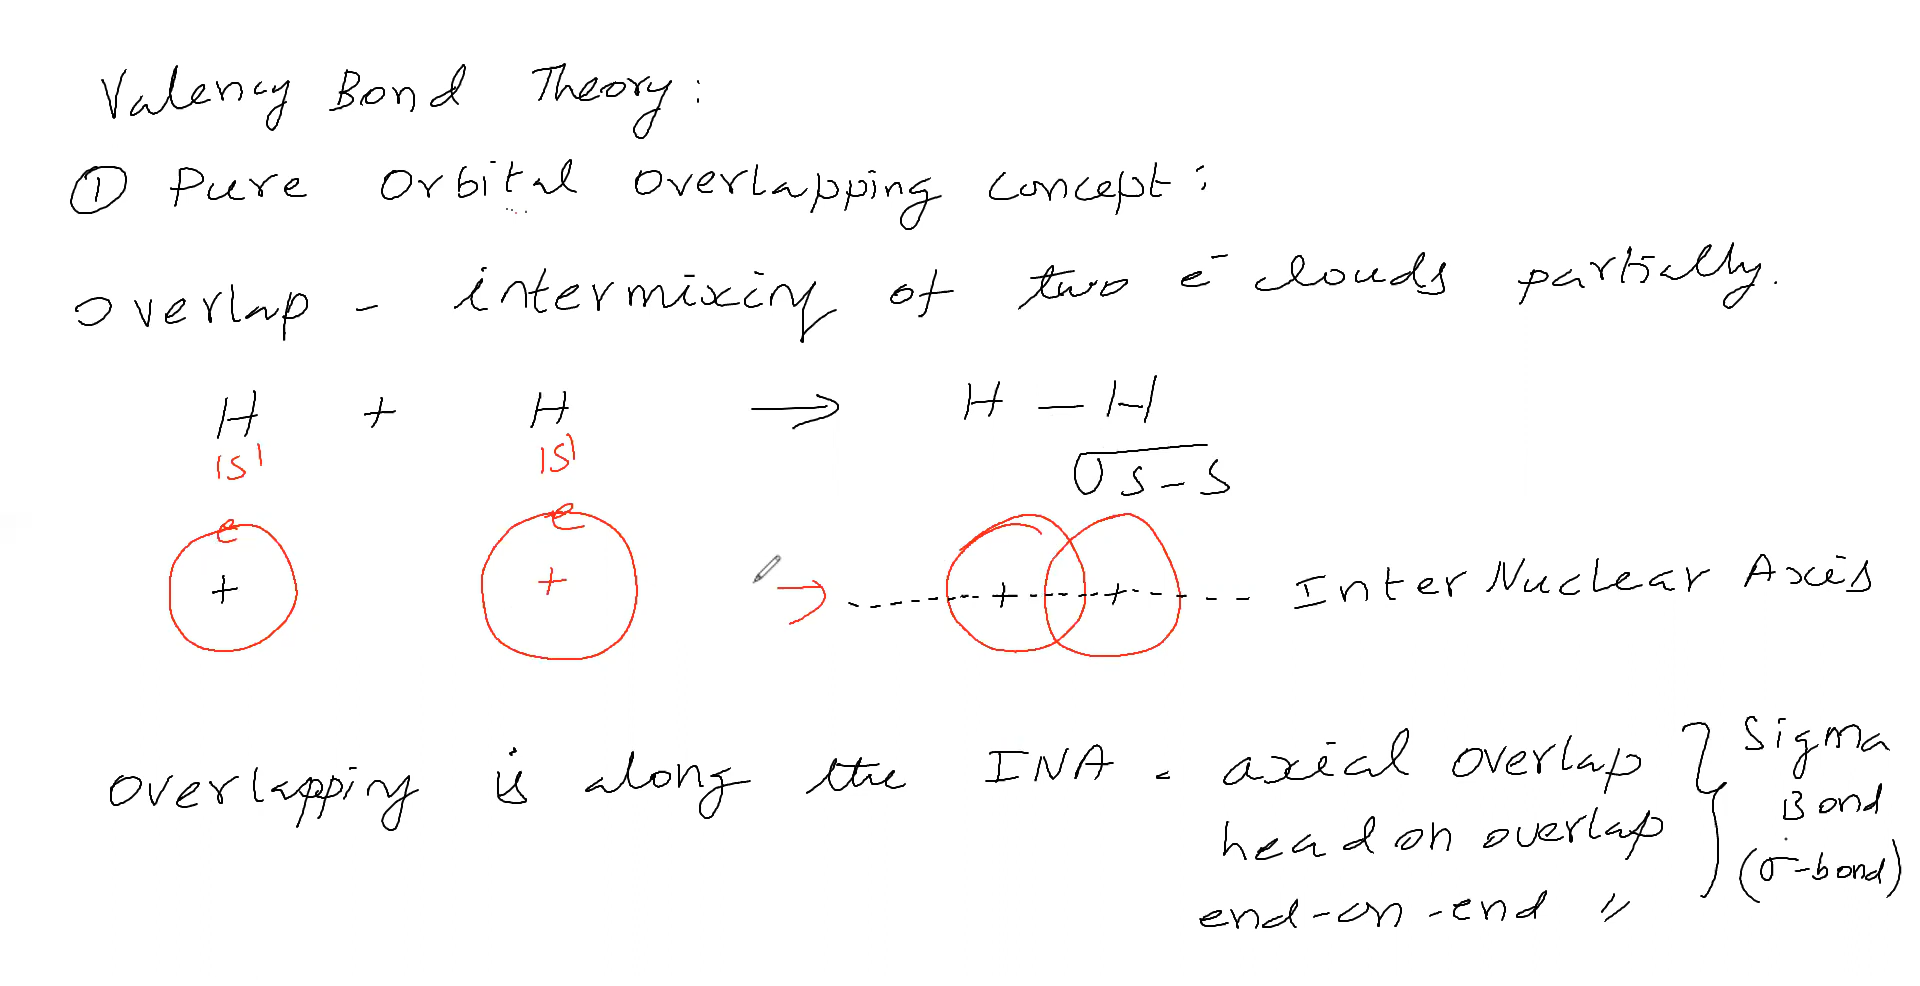 Valency Bond Theory:
① Pure Orbital overlapping concept:
overlap - intermixing of two e⁻ clouds partially.
H + H → H - H
1s¹ 1s¹ σ s-s
e e
+ + → + + Inter Nuclear Axis
overlapping is along the INA - axial overlap } Sigma
head on overlap Bond
end-on-end " (σ-bond)